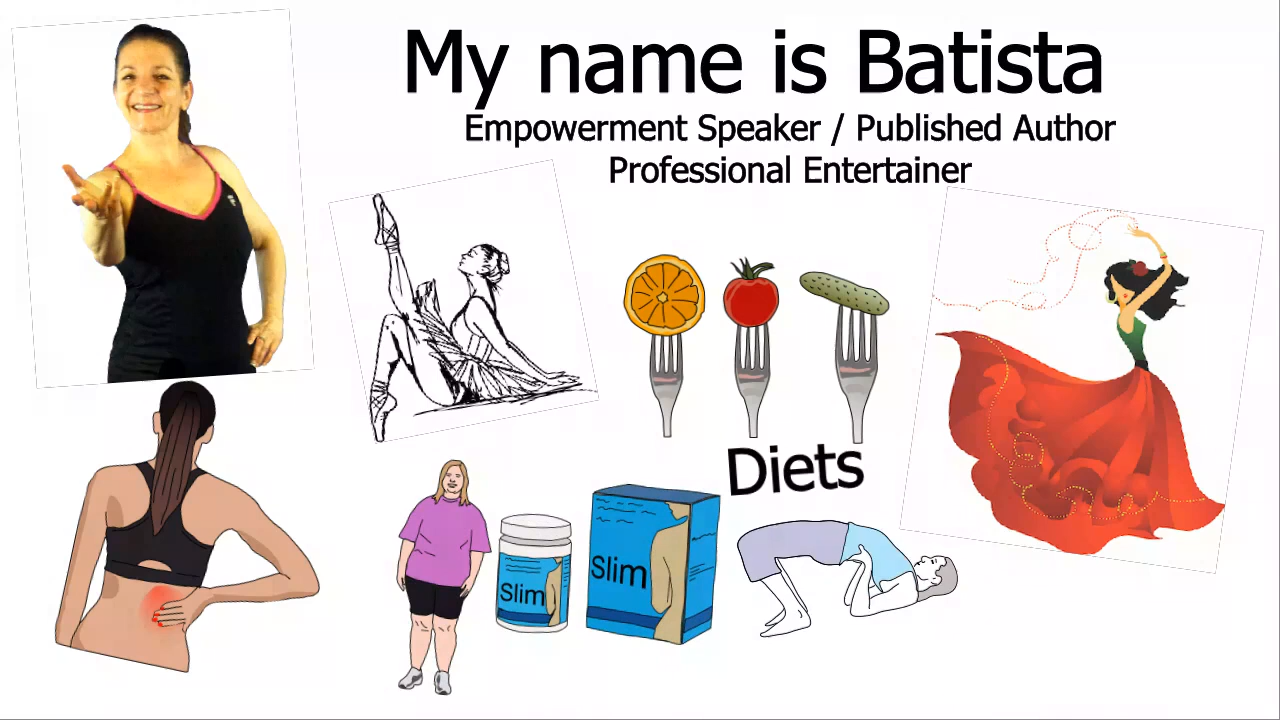 My name is Batista
Empowerment Speaker / Published Author
Professional Entertainer
Diets
Slim
Slim